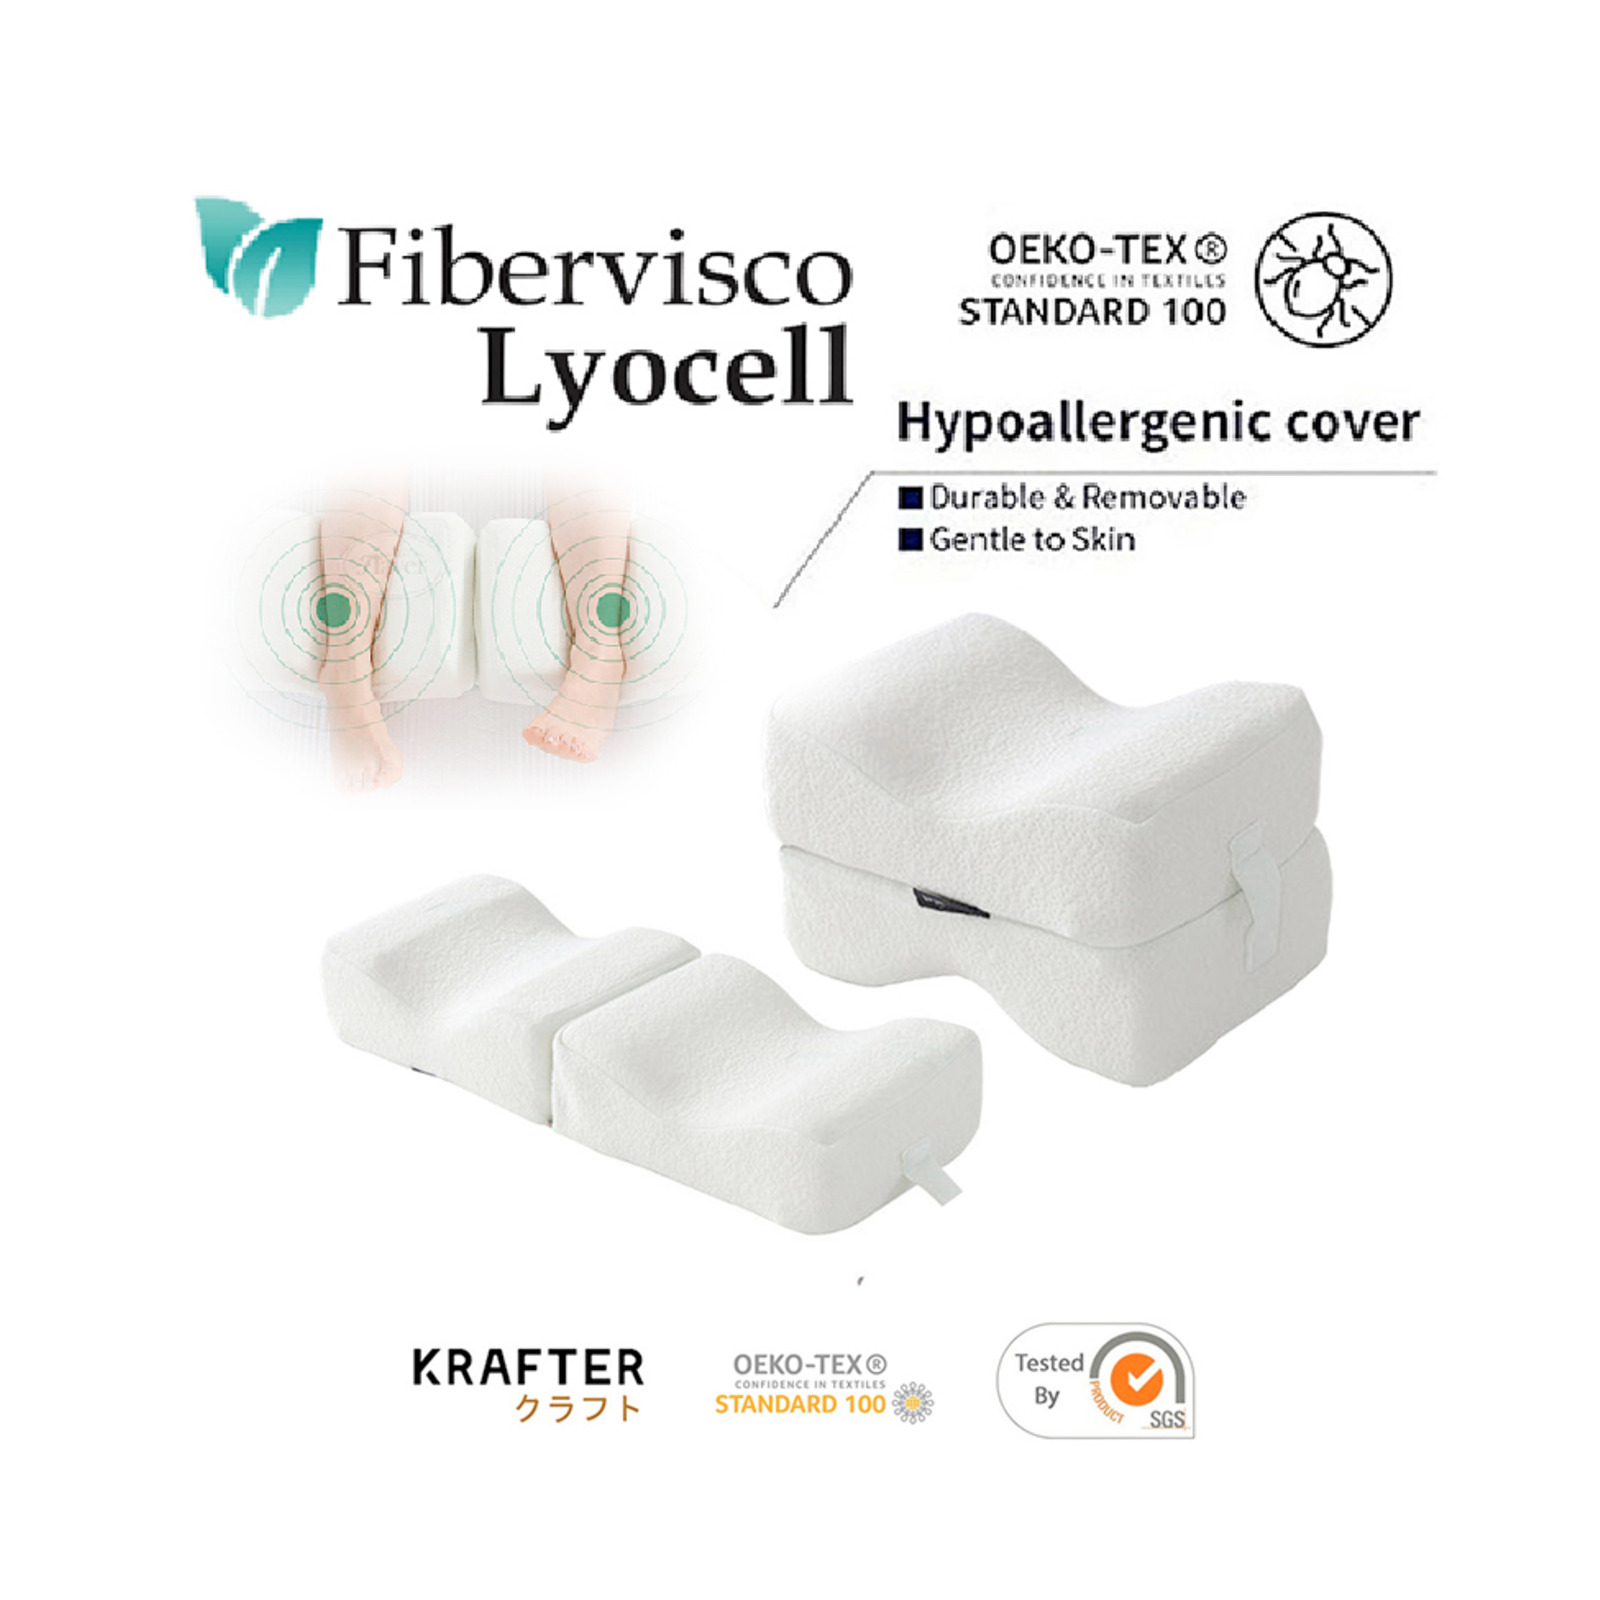 Fibervisco
Lyocell
OEKO-TEX®
CONFIDENCE IN TEXTILES
STANDARD 100
Hypoallergenic cover
Durable & Removable
Gentle to Skin
KRAFTER
クラフト
OEKO-TEX®
CONFIDENCE IN TEXTILES
STANDARD 100
Tested
By
PRODUCT
SGS